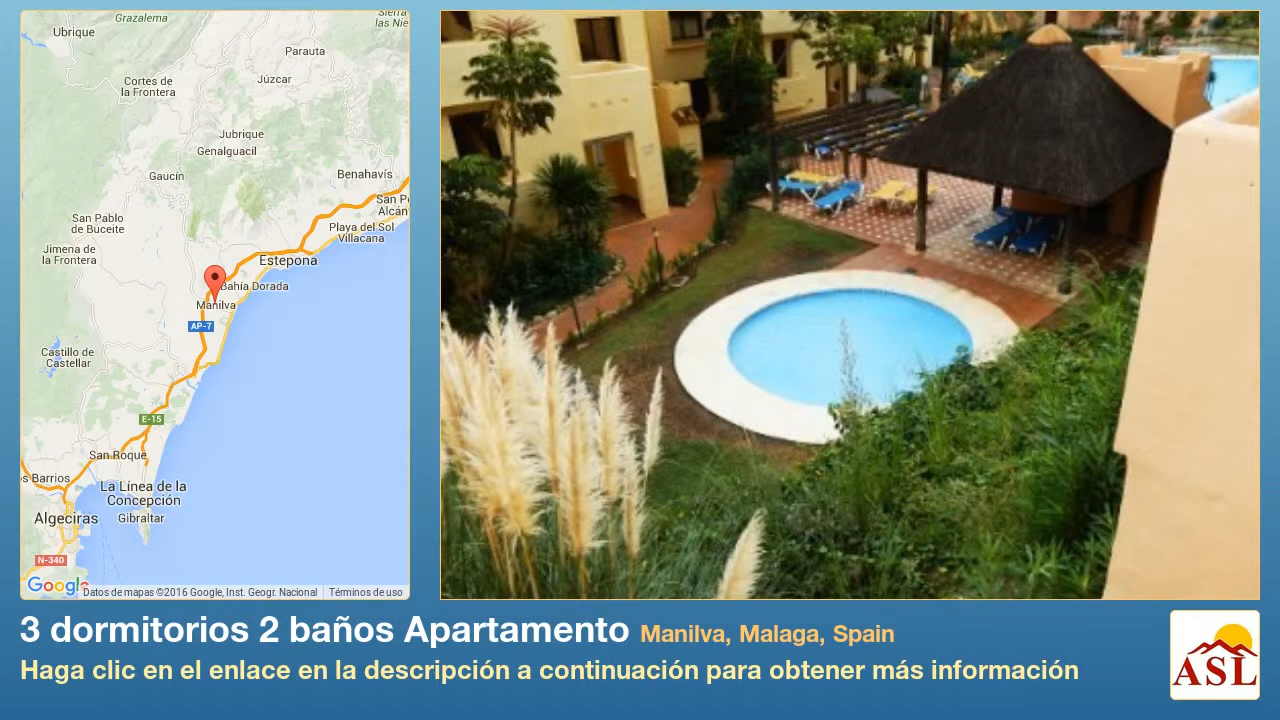 Grazalema
Sierra
las Nie
Ubrique
Parauta
Cortes de
la Frontera
Júzcar
Jubrique
Genalguacil
Gaucín
Benahavís
San Pe
Alcán
San Pablo
de Buceite
Playa del Sol
Villacana
Jimena de
la Frontera
Estepona
Bahía Dorada
Manilva
AP-7
Castillo de
Castellar
E-15
San Roque
os Barrios
La Línea de la
Concepción
Algeciras
Gibraltar
N-340
Google
Datos de mapas ©2016 Google, Inst. Geogr. Nacional
Términos de uso
3 dormitorios 2 baños Apartamento Manilva, Malaga, Spain
Haga clic en el enlace en la descripción a continuación para obtener más información
ASL